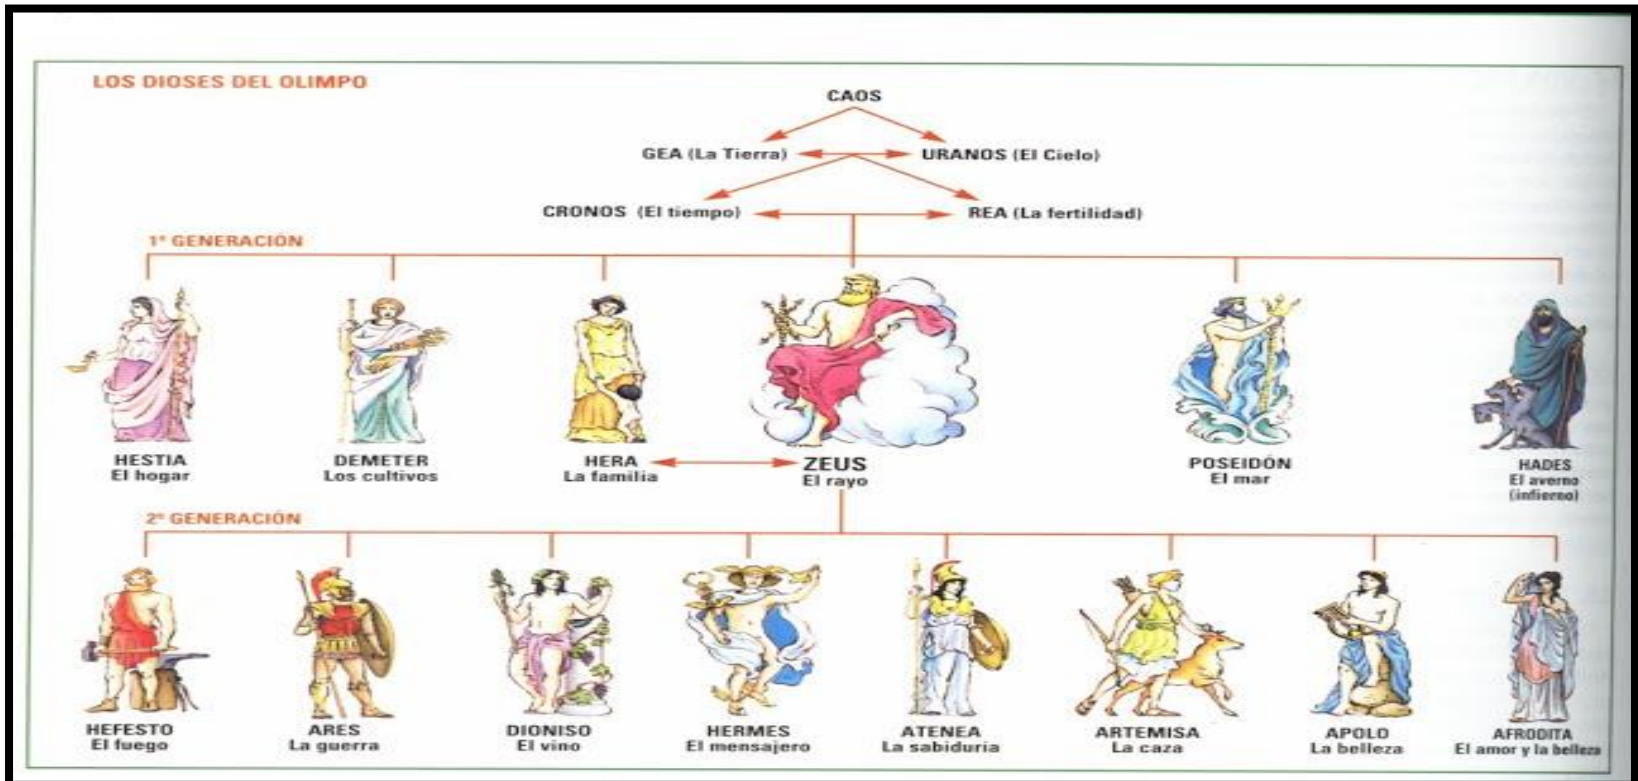 LOS DIOSES DEL OLIMPO
CAOS
GEA (La Tierra)
URANOS (El Cielo)
CRONOS (El tiempo)
REA (La fertilidad)
1º GENERACIÓN
HESTIA
El hogar
DEMETER
Los cultivos
HERA
La familia
ZEUS
El rayo
POSEIDÓN
El mar
HADES
El averno
(infierno)
2º GENERACIÓN
HEFESTO
El fuego
ARES
La guerra
DIONISO
El vino
HERMES
El mensajero
ATENEA
La sabiduría
ARTEMISA
La caza
APOLO
La belleza
AFRODITA
El amor y la belleza